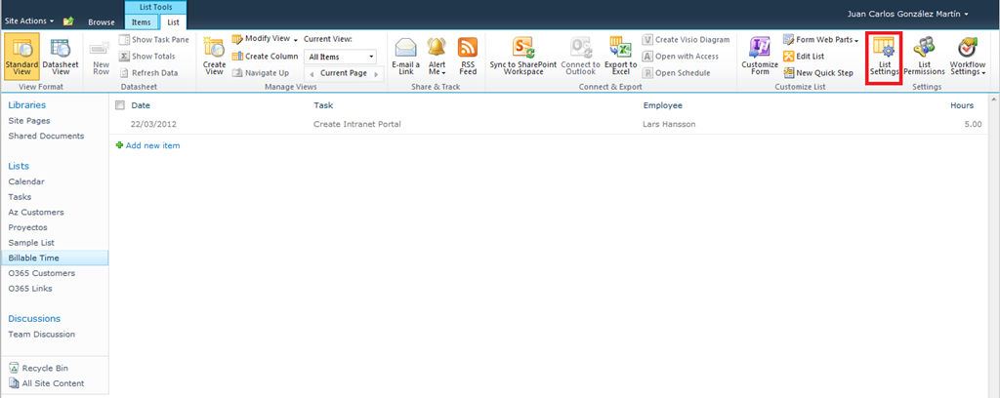 List Tools
Juan Carlos González Martín
Site Actions
Browse
Items
List
Standard View
Datasheet View
View Format
New Row
Show Task Pane
Show Totals
Refresh Data
Datasheet
Create View
Modify View
Create Column
Navigate Up
Current View:
All Items
Current Page
Manage Views
E-mail a Link
Alert Me
RSS Feed
Share & Track
Sync to SharePoint Workspace
Connect to Outlook
Export to Excel
Create Visio Diagram
Open with Access
Open Schedule
Connect & Export
Customize Form
Form Web Parts
Edit List
New Quick Step
Customize List
List Settings
List Permissions
Workflow Settings
Settings
Libraries
Site Pages
Shared Documents
Lists
Calendar
Tasks
Az Customers
Proyectos
Sample List
Billable Time
O365 Customers
O365 Links
Discussions
Team Discussion
Recycle Bin
All Site Content
Date Task Employee Hours
22/03/2012 Create Intranet Portal Lars Hansson 5.00
Add new item